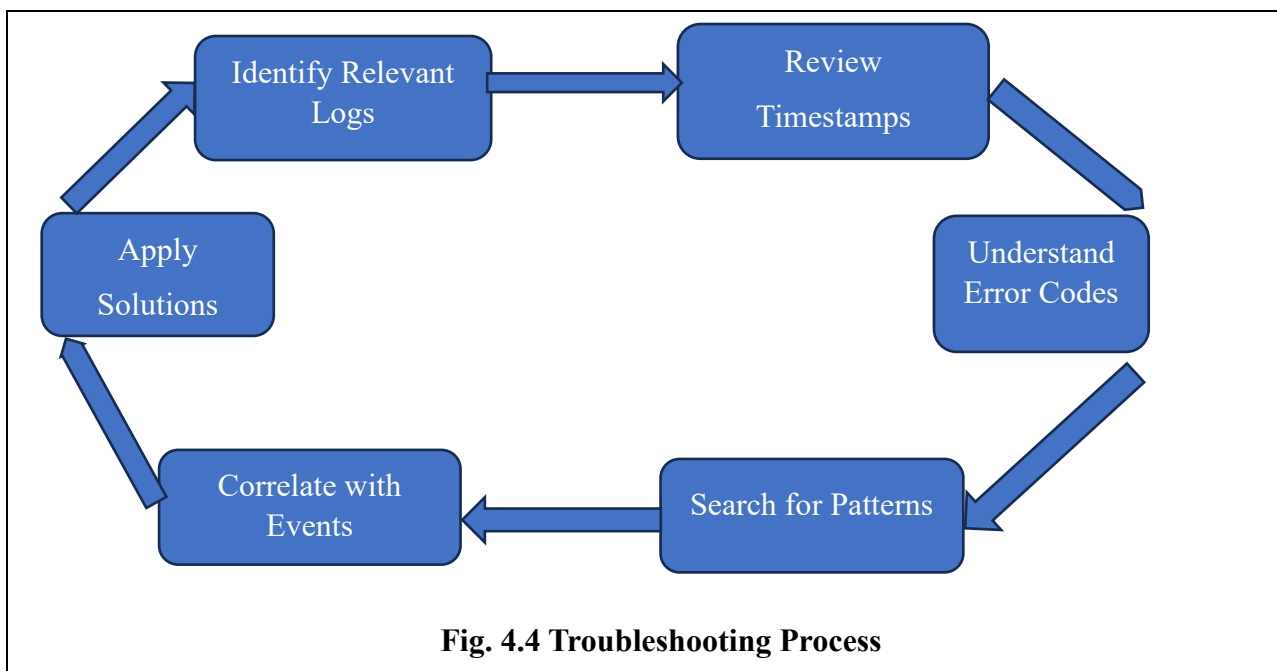 Identify Relevant
Logs
Review
Timestamps
Understand
Error Codes
Search for Patterns
Correlate with
Events
Apply
Solutions
Fig. 4.4 Troubleshooting Process